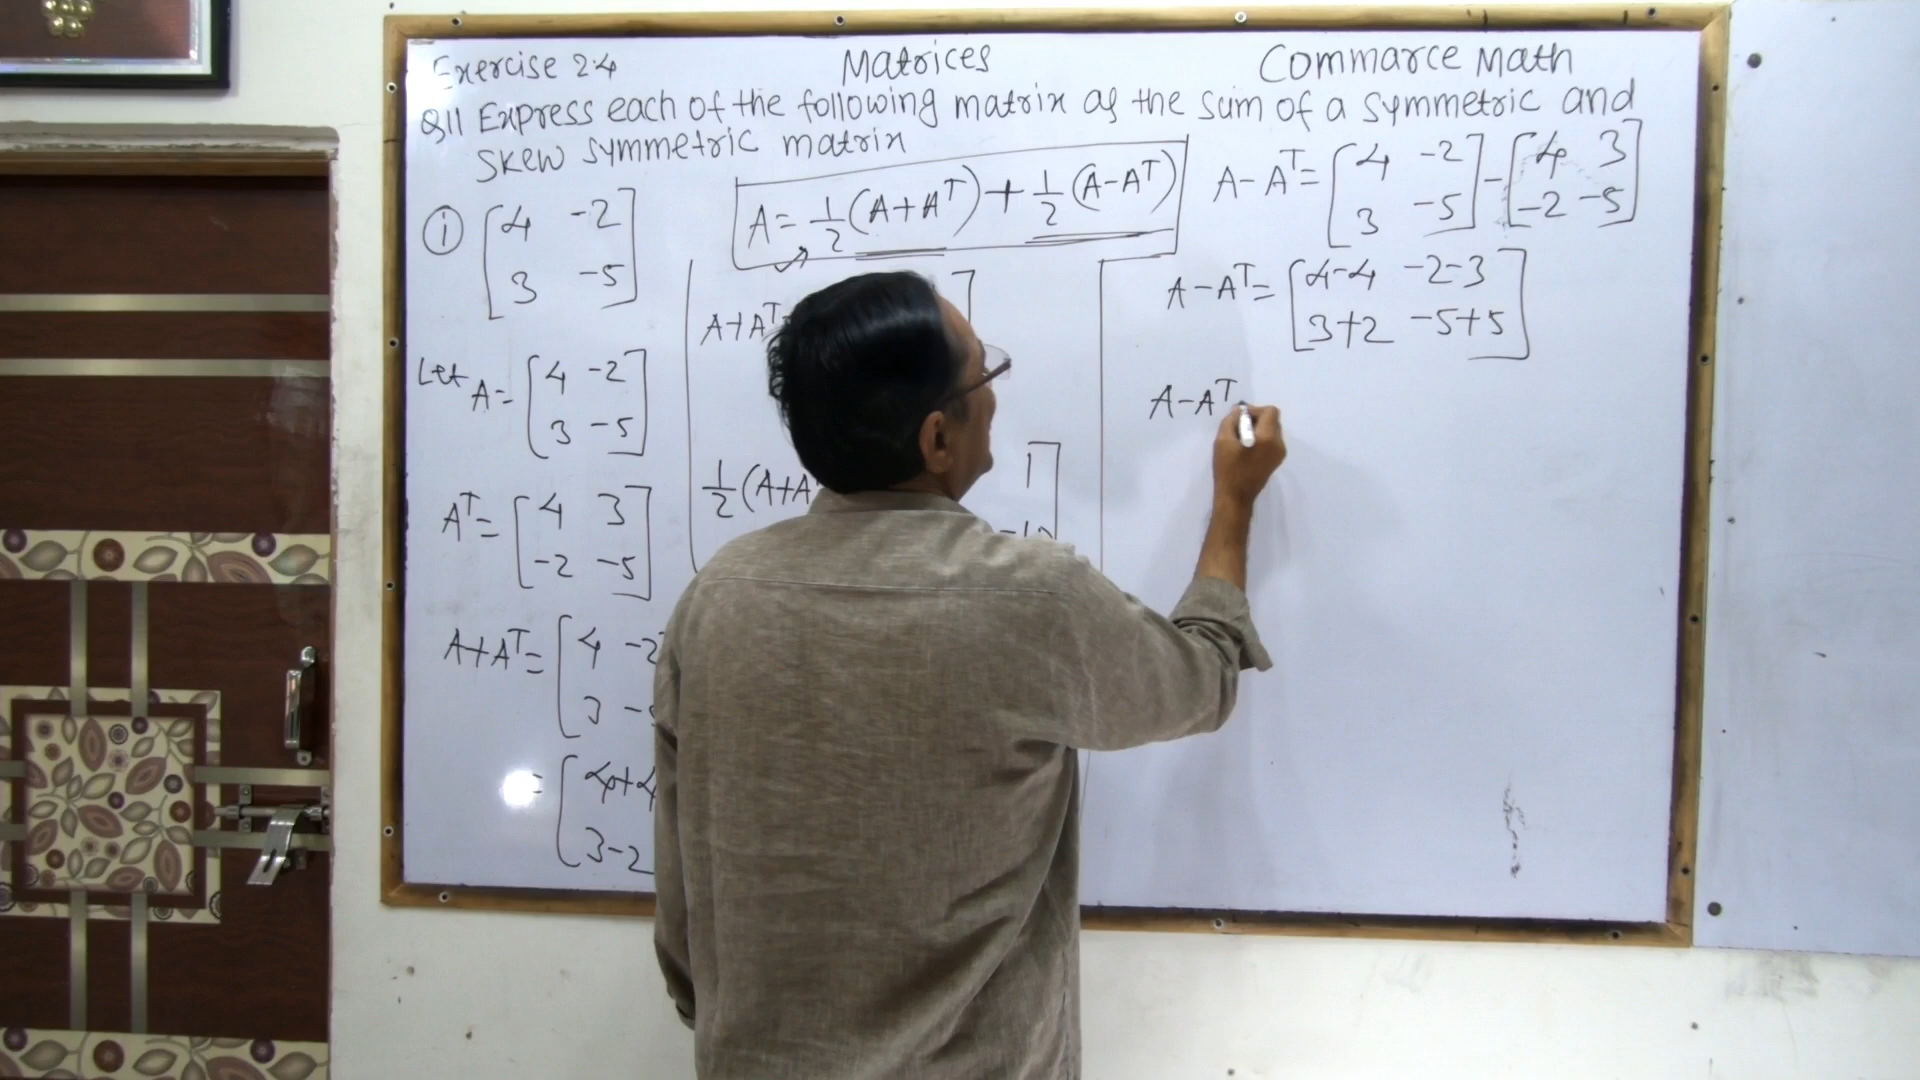 Exercise 2.4 Matrices Commarce Math
Q11 Express each of the following matrix as the sum of a symmetric and
skew symmetric matrix
A = 1/2 (A+A^T) + 1/2 (A-A^T)
(i) [4 -2
3 -5]
Let A = [4 -2
3 -5]
A^T = [4 3
-2 -5]
A+A^T = [4 -2
3
= [4+4
3-2
A+A^T
1/2 (A+A
1
-10
A-A^T = [4 -2
3 -5] - [4 3
-2 -5]
A-A^T = [4-4 -2-3
3+2 -5+5]
A-A^T